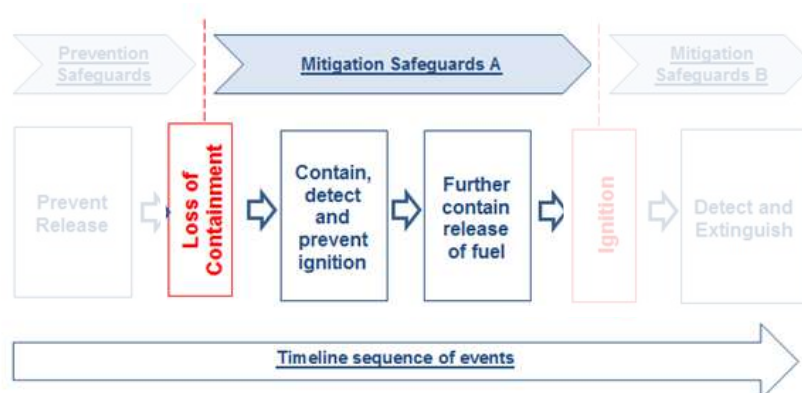 Prevention
Safeguards
Mitigation Safeguards A
Mitigation
Safeguards B
Prevent
Release
Loss of
Containment
Contain,
detect
and
prevent
ignition
Further
contain
release
of fuel
Ignition
Detect and
Extinguish
Timeline sequence of events